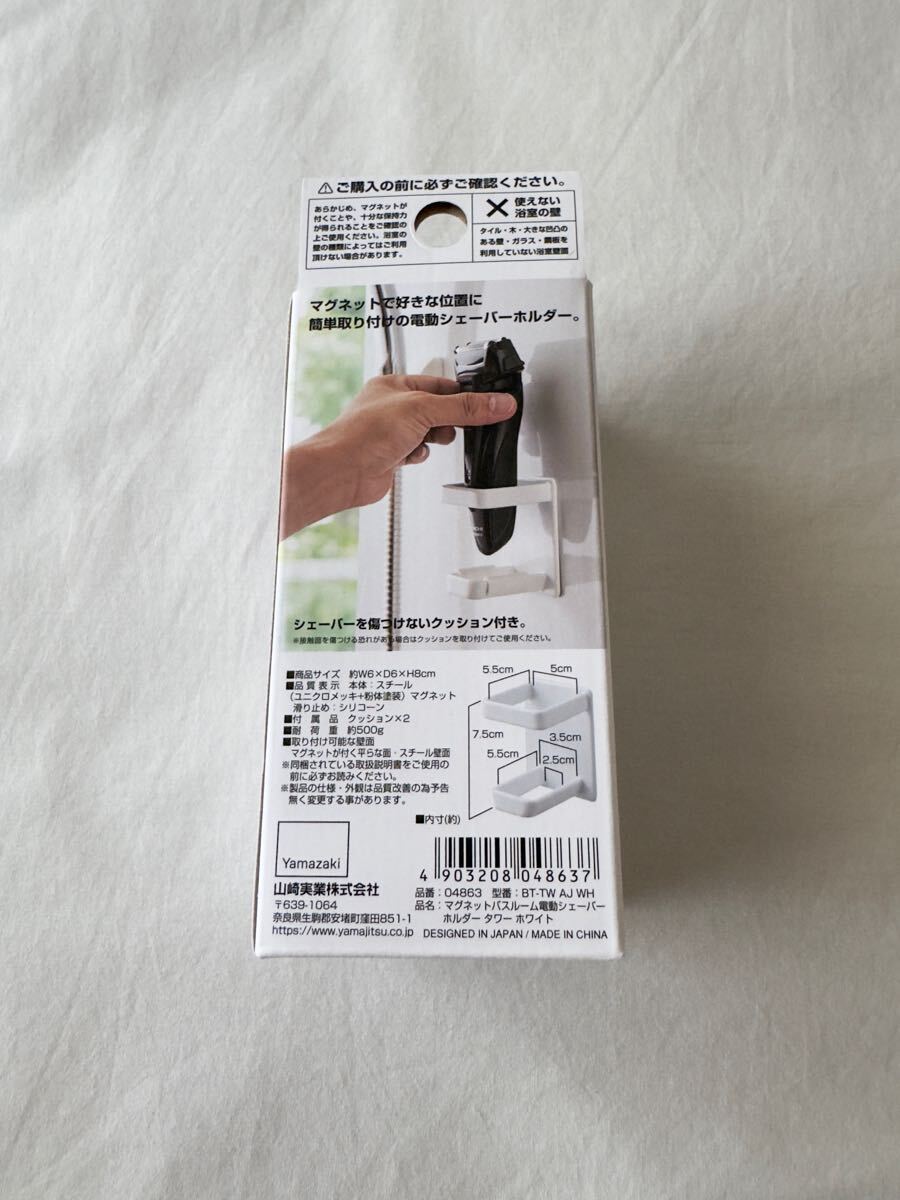 ⚠ご購入の前に必ずご確認ください。
あらかじめ、マグネットが
付くことや、十分な保持力
が得られることをご確認の
上ご使用ください。浴室の
壁の種類によってはご利用
頂けない場合があります。
✕ 使えない
浴室の壁
タイル・木・大きな凹凸の
ある壁・ガラス・鋼板を
利用していない浴室壁面
マグネットで好きな位置に
簡単取り付けの電動シェーバーホルダー。
シェーバーを傷つけないクッション付き。
※接触面を傷つける恐れがある場合はクッションを取り付けてご使用ください。
■商品サイズ 約W6×D6×H8cm
■品質表示 本体：スチール
（ユニクロメッキ+粉体塗装）マグネット
滑り止め：シリコーン
■付属品 クッション×2
■耐荷重 約500g
■取り付け可能な壁面
マグネットが付く平らな面・スチール壁面
※同梱されている取扱説明書をご使用の
前に必ずお読みください。
※製品の仕様・外観は品質改善の為予告
無く変更する事があります。
5.5cm 5cm
7.5cm
3.5cm
5.5cm
2.5cm
■内寸(約)
Yamazaki
山崎実業株式会社
〒639-1064
奈良県生駒郡安堵町窪田851-1
https://www.yamajitsu.co.jp
4 903208 048637
品番：04863 型番：BT-TW AJ WH
品名：マグネットバスルーム電動シェーバー
ホルダー タワー ホワイト
DESIGNED IN JAPAN / MADE IN CHINA